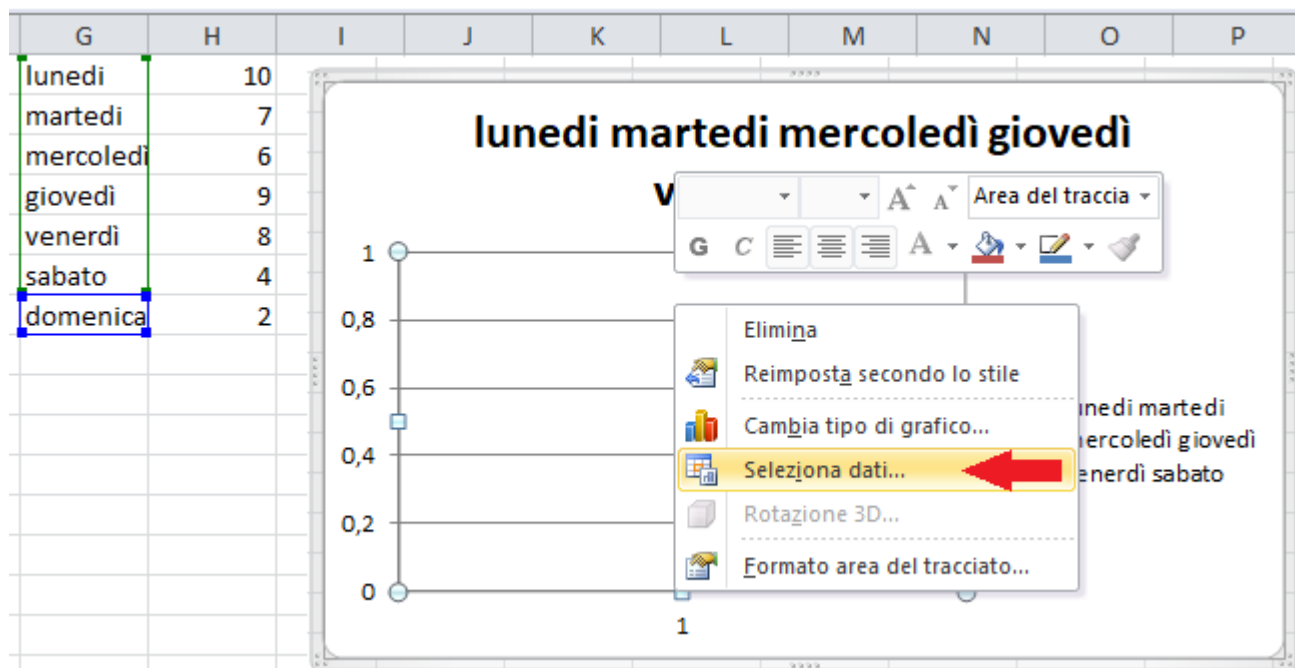 G H I J K L M N O P
lunedi 10
martedi 7
mercoledì 6
giovedì 9
venerdì 8
sabato 4
domenica 2
lunedi martedi mercoledì giovedì
v
Area del traccia
G C A
1
0,8
0,6
0,4
0,2
0
1
Elimina
Reimposta secondo lo stile
Cambia tipo di grafico...
Seleziona dati...
Rotazione 3D...
Formato area del tracciato...
unedi martedi
ercoledì giovedì
enerdì sabato